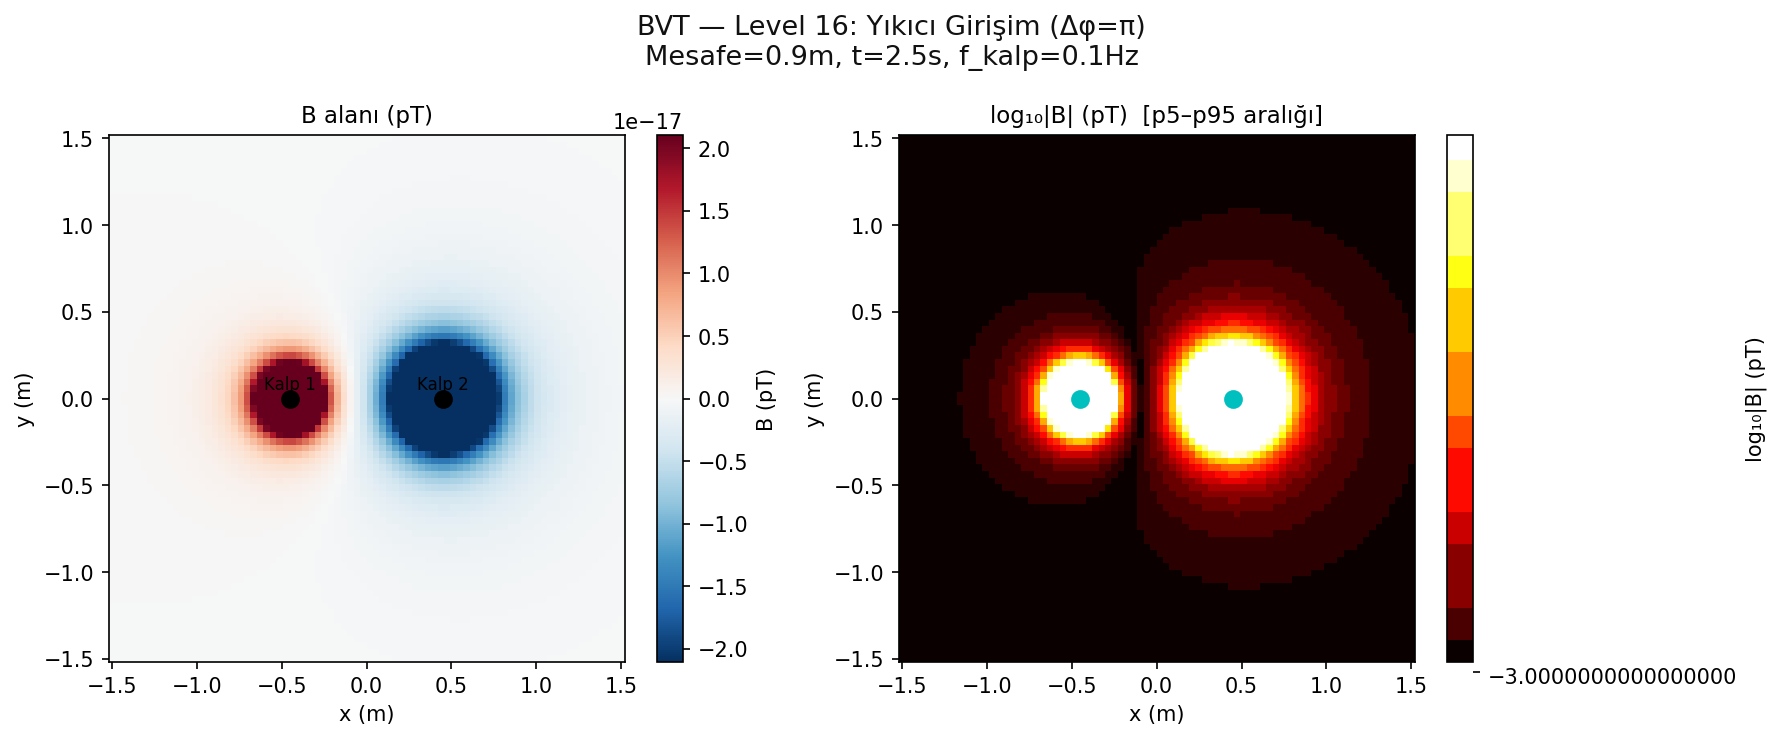 BVT — Level 16: Yıkıcı Girişim (Δφ=π)
Mesafe=0.9m, t=2.5s, f_kalp=0.1Hz
B alanı (pT)
1e−17
1.5
1.0
0.5
0.0
−0.5
−1.0
−1.5
y (m)
Kalp 1
Kalp 2
−1.5
−1.0
−0.5
0.0
0.5
1.0
1.5
x (m)
2.0
1.5
1.0
0.5
0.0
−0.5
−1.0
−1.5
−2.0
B (pT)
log₁₀|B| (pT)  [p5–p95 aralığı]
1.5
1.0
0.5
0.0
−0.5
−1.0
−1.5
y (m)
−1.5
−1.0
−0.5
0.0
0.5
1.0
1.5
x (m)
−3.0000000000000000
log₁₀|B| (pT)